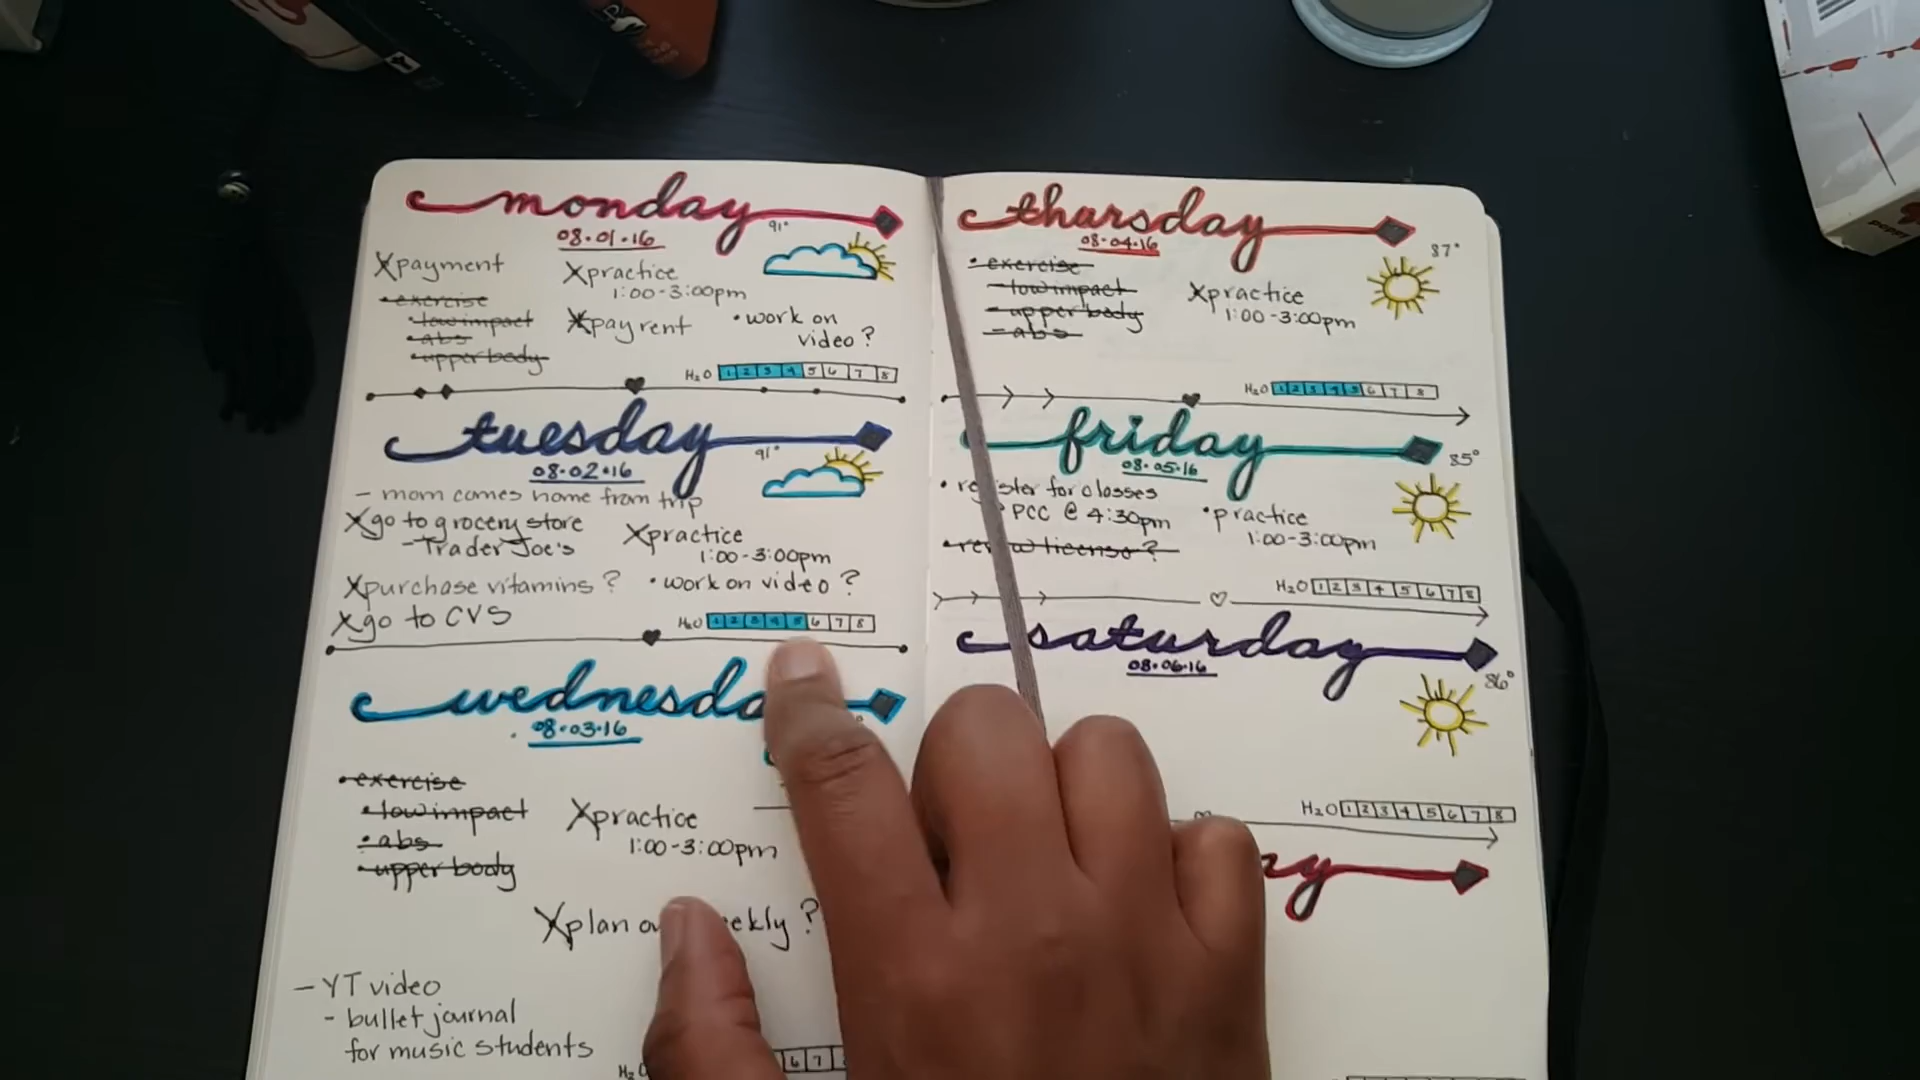 monday
08.01.16
91°
Xpayment
• exercise
• low impact
• abs
• upper body
Xpractice
1:00-3:00pm
Xpay rent
• work on
video?
H₂O 1 2 3 4 5 6 7 8
tuesday
08.02.16
91°
- mom comes home from trip
Xgo to grocery store
- Trader Joe's
Xpurchase vitamins?
Xgo to CVS
Xpractice
1:00-3:00pm
• work on video?
H₂O 1 2 3 4 5 6 7 8
08.03.16
• exercise
• low impact
• abs
• upper body
Xpractice
1:00-3:00pm
Xplan
?
- YT video
- bullet journal
for music students
6 7
thursday
08.04.16
87°
• exercise
- low impact
- upper body
- abs
Xpractice
1:00-3:00pm
H₂O 1 2 3 4 5 6 7 8
friday
08.05.16
85°
for classes
PCC @ 4:30pm
license?
• practice
1:00-3:00pm
H₂O 1 2 3 4 5 6 7 8
saturday
08.06.16
86°
H₂O 1 2 3 4 5 6 7 8